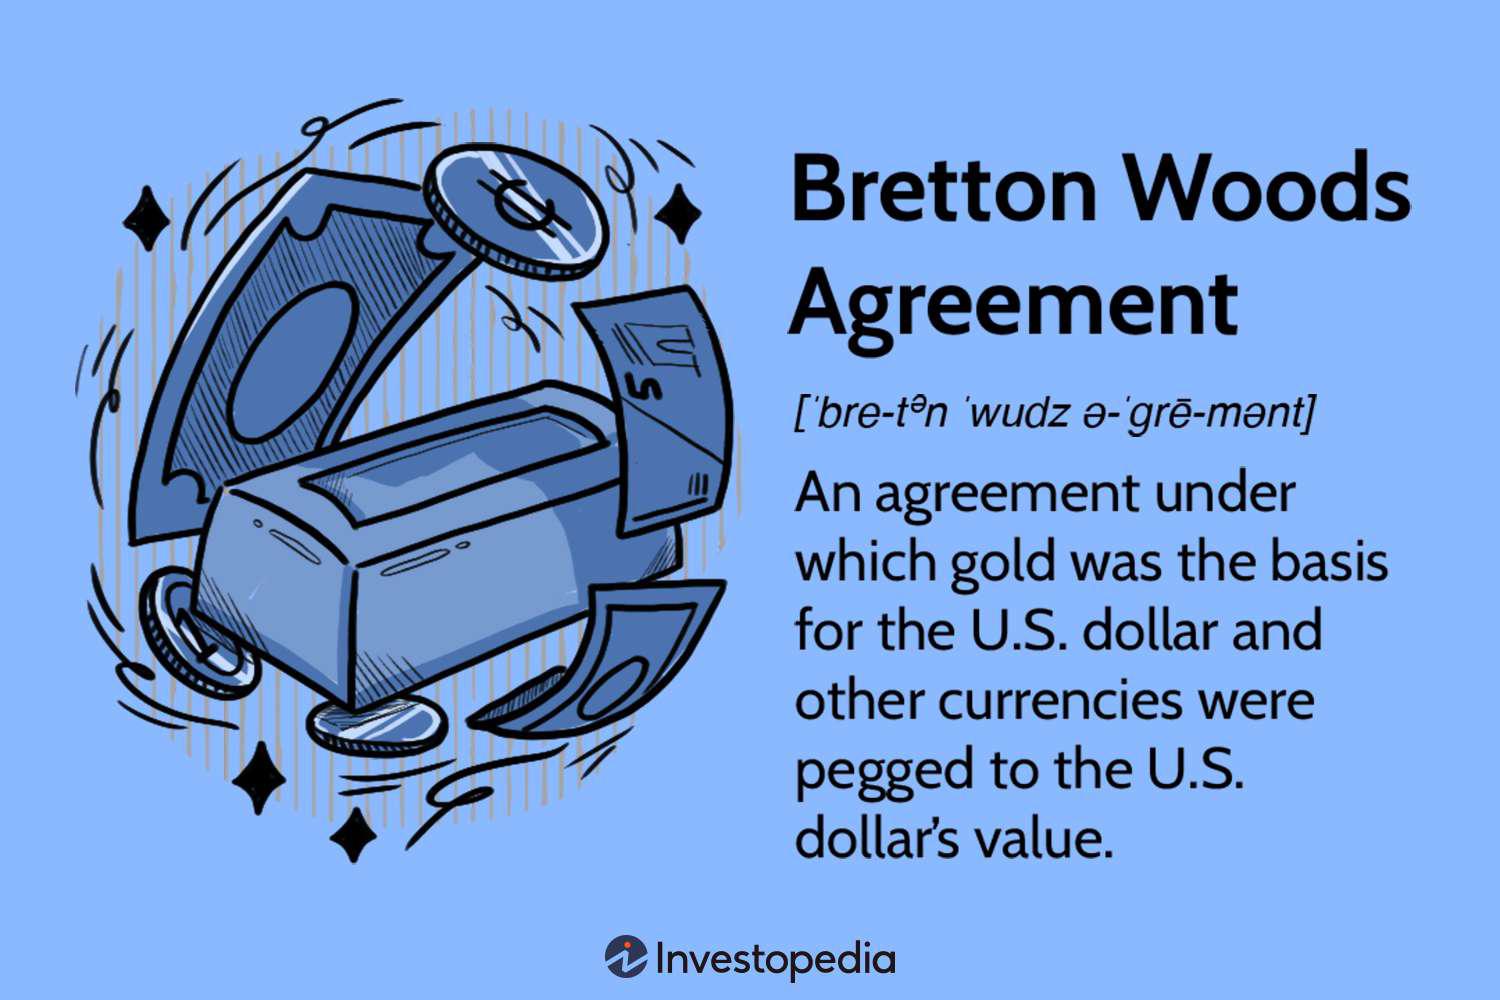 Bretton Woods
Agreement
[ˈbre-tᵊn ˈwudz ə-ˈgrē-mənt]
An agreement under
which gold was the basis
for the U.S. dollar and
other currencies were
pegged to the U.S.
dollar’s value.
5
Investopedia